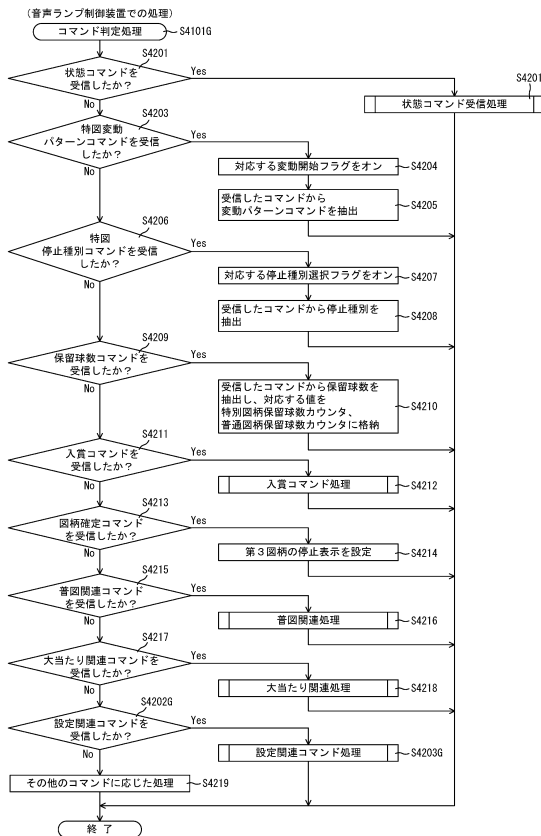 (音声ランプ制御装置での処理)
コマンド判定処理
S4101G
S4201
状態コマンドを
受信したか?
Yes
No
S4201
状態コマンド受信処理
S4203
特図変動
パターンコマンドを受信
したか?
Yes
No
対応する変動開始フラグをオン
S4204
受信したコマンドから
変動パターンコマンドを抽出
S4205
S4206
特図
停止種別コマンドを受信
したか?
Yes
No
対応する停止種別選択フラグをオン
S4207
受信したコマンドから停止種別を
抽出
S4208
S4209
保留球数コマンドを
受信したか?
Yes
No
受信したコマンドから保留球数を
抽出し、対応する値を
特別図柄保留球数カウンタ、
普通図柄保留球数カウンタに格納
S4210
S4211
入賞コマンドを
受信したか?
Yes
No
入賞コマンド処理
S4212
S4213
図柄確定コマンド
を受信したか?
Yes
No
第3図柄の停止表示を設定
S4214
S4215
普図関連コマンド
を受信したか?
Yes
No
普図関連処理
S4216
S4217
大当たり関連コマンドを
受信したか?
Yes
No
大当たり関連処理
S4218
S4202G
設定関連コマンドを
受信したか?
Yes
No
設定関連コマンド処理
S4203G
その他のコマンドに応じた処理
S4219
終 了